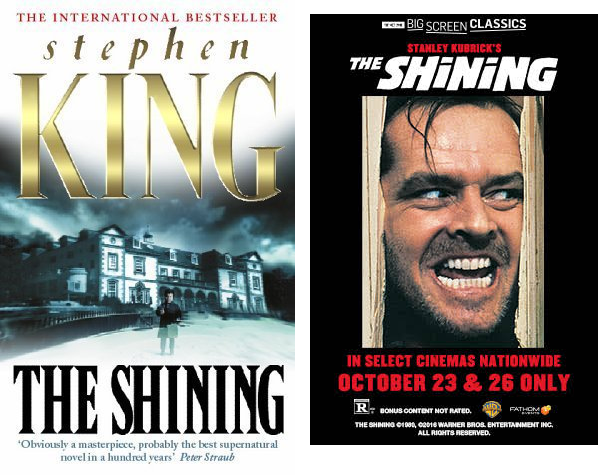 THE INTERNATIONAL BESTSELLER
stephen
KING
THE SHINING
‘Obviously a masterpiece, probably the best supernatural
novel in a hundred years’ Peter Straub
BIG SCREEN CLASSICS
STANLEY KUBRICK'S
THE SHiNiNG
IN SELECT CINEMAS NATIONWIDE
OCTOBER 23 & 26 ONLY
R BONUS CONTENT NOT RATED. FATHOM
EVENTS
THE SHINING ©1980, ©2016 WARNER BROS. ENTERTAINMENT INC.
ALL RIGHTS RESERVED.